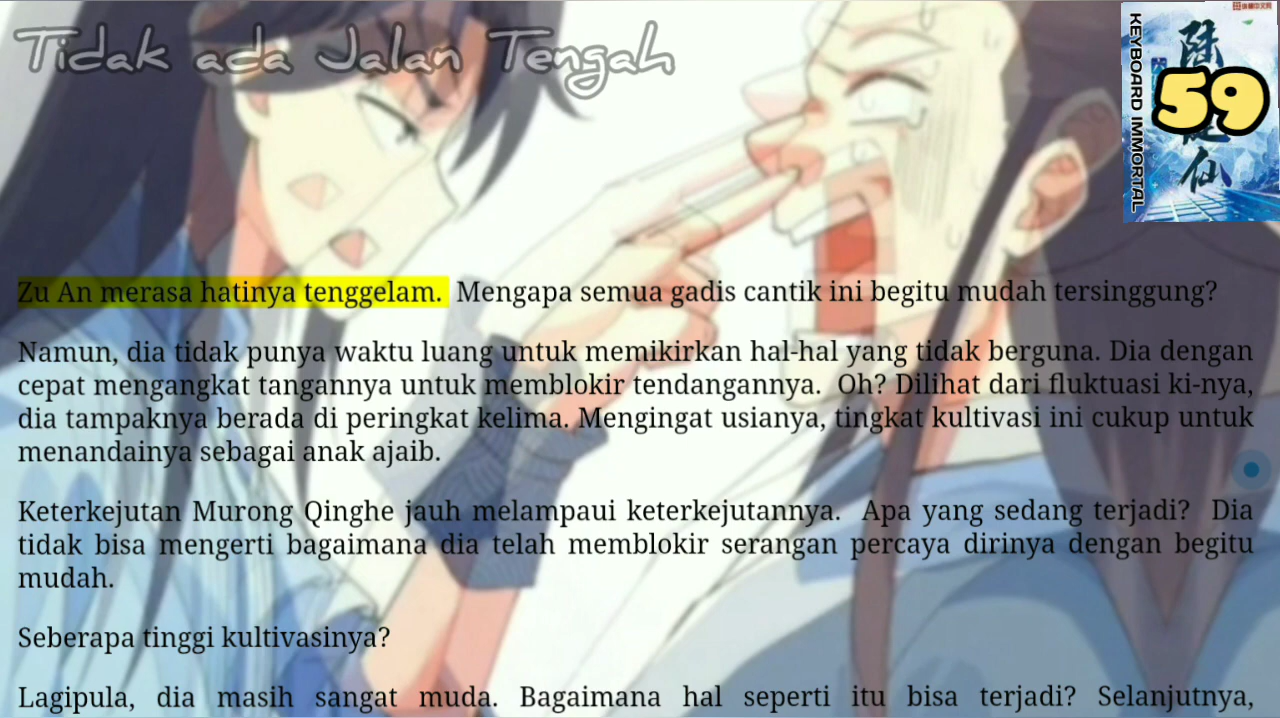 Tidak ada Jalan Tengah
KEYBOARD IMMORTAL
59
仙
Zu An merasa hatinya tenggelam. Mengapa semua gadis cantik ini begitu mudah tersinggung?
Namun, dia tidak punya waktu luang untuk memikirkan hal-hal yang tidak berguna. Dia dengan
cepat mengangkat tangannya untuk memblokir tendangannya. Oh? Dilihat dari fluktuasi ki-nya,
dia tampaknya berada di peringkat kelima. Mengingat usianya, tingkat kultivasi ini cukup untuk
menandainya sebagai anak ajaib.
Keterkejutan Murong Qinghe jauh melampaui keterkejutannya. Apa yang sedang terjadi? Dia
tidak bisa mengerti bagaimana dia telah memblokir serangan percaya dirinya dengan begitu
mudah.
Seberapa tinggi kultivasinya?
Lagipula, dia masih sangat muda. Bagaimana hal seperti itu bisa terjadi? Selanjutnya,